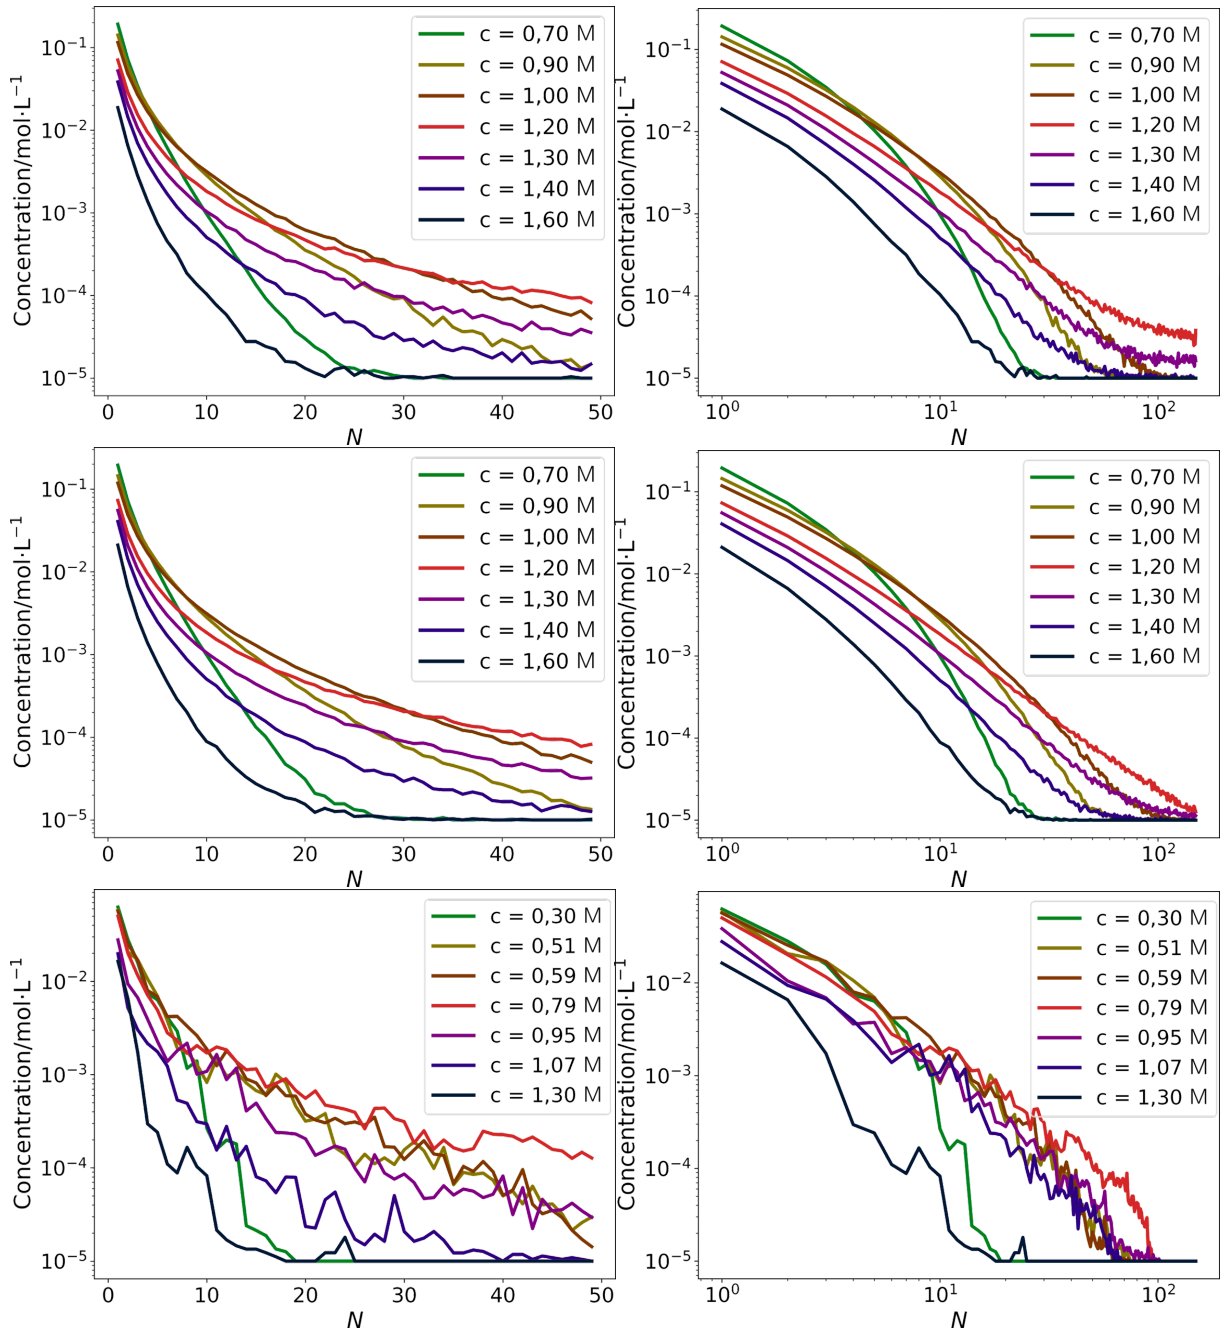 Concentration/mol·L⁻¹
10⁻¹
10⁻²
10⁻³
10⁻⁴
10⁻⁵
c = 0,70 M
c = 0,90 M
c = 1,00 M
c = 1,20 M
c = 1,30 M
c = 1,40 M
c = 1,60 M
0 10 20 30 40 50
N
Concentration/mol·L⁻¹
10⁻¹
10⁻²
10⁻³
10⁻⁴
10⁻⁵
c = 0,70 M
c = 0,90 M
c = 1,00 M
c = 1,20 M
c = 1,30 M
c = 1,40 M
c = 1,60 M
10⁰ 10¹ 10²
N
Concentration/mol·L⁻¹
10⁻¹
10⁻²
10⁻³
10⁻⁴
10⁻⁵
c = 0,70 M
c = 0,90 M
c = 1,00 M
c = 1,20 M
c = 1,30 M
c = 1,40 M
c = 1,60 M
0 10 20 30 40 50
N
Concentration/mol·L⁻¹
10⁻¹
10⁻²
10⁻³
10⁻⁴
10⁻⁵
c = 0,70 M
c = 0,90 M
c = 1,00 M
c = 1,20 M
c = 1,30 M
c = 1,40 M
c = 1,60 M
10⁰ 10¹ 10²
N
Concentration/mol·L⁻¹
10⁻²
10⁻³
10⁻⁴
10⁻⁵
c = 0,30 M
c = 0,51 M
c = 0,59 M
c = 0,79 M
c = 0,95 M
c = 1,07 M
c = 1,30 M
0 10 20 30 40 50
N
Concentration/mol·L⁻¹
10⁻²
10⁻³
10⁻⁴
10⁻⁵
c = 0,30 M
c = 0,51 M
c = 0,59 M
c = 0,79 M
c = 0,95 M
c = 1,07 M
c = 1,30 M
10⁰ 10¹ 10²
N